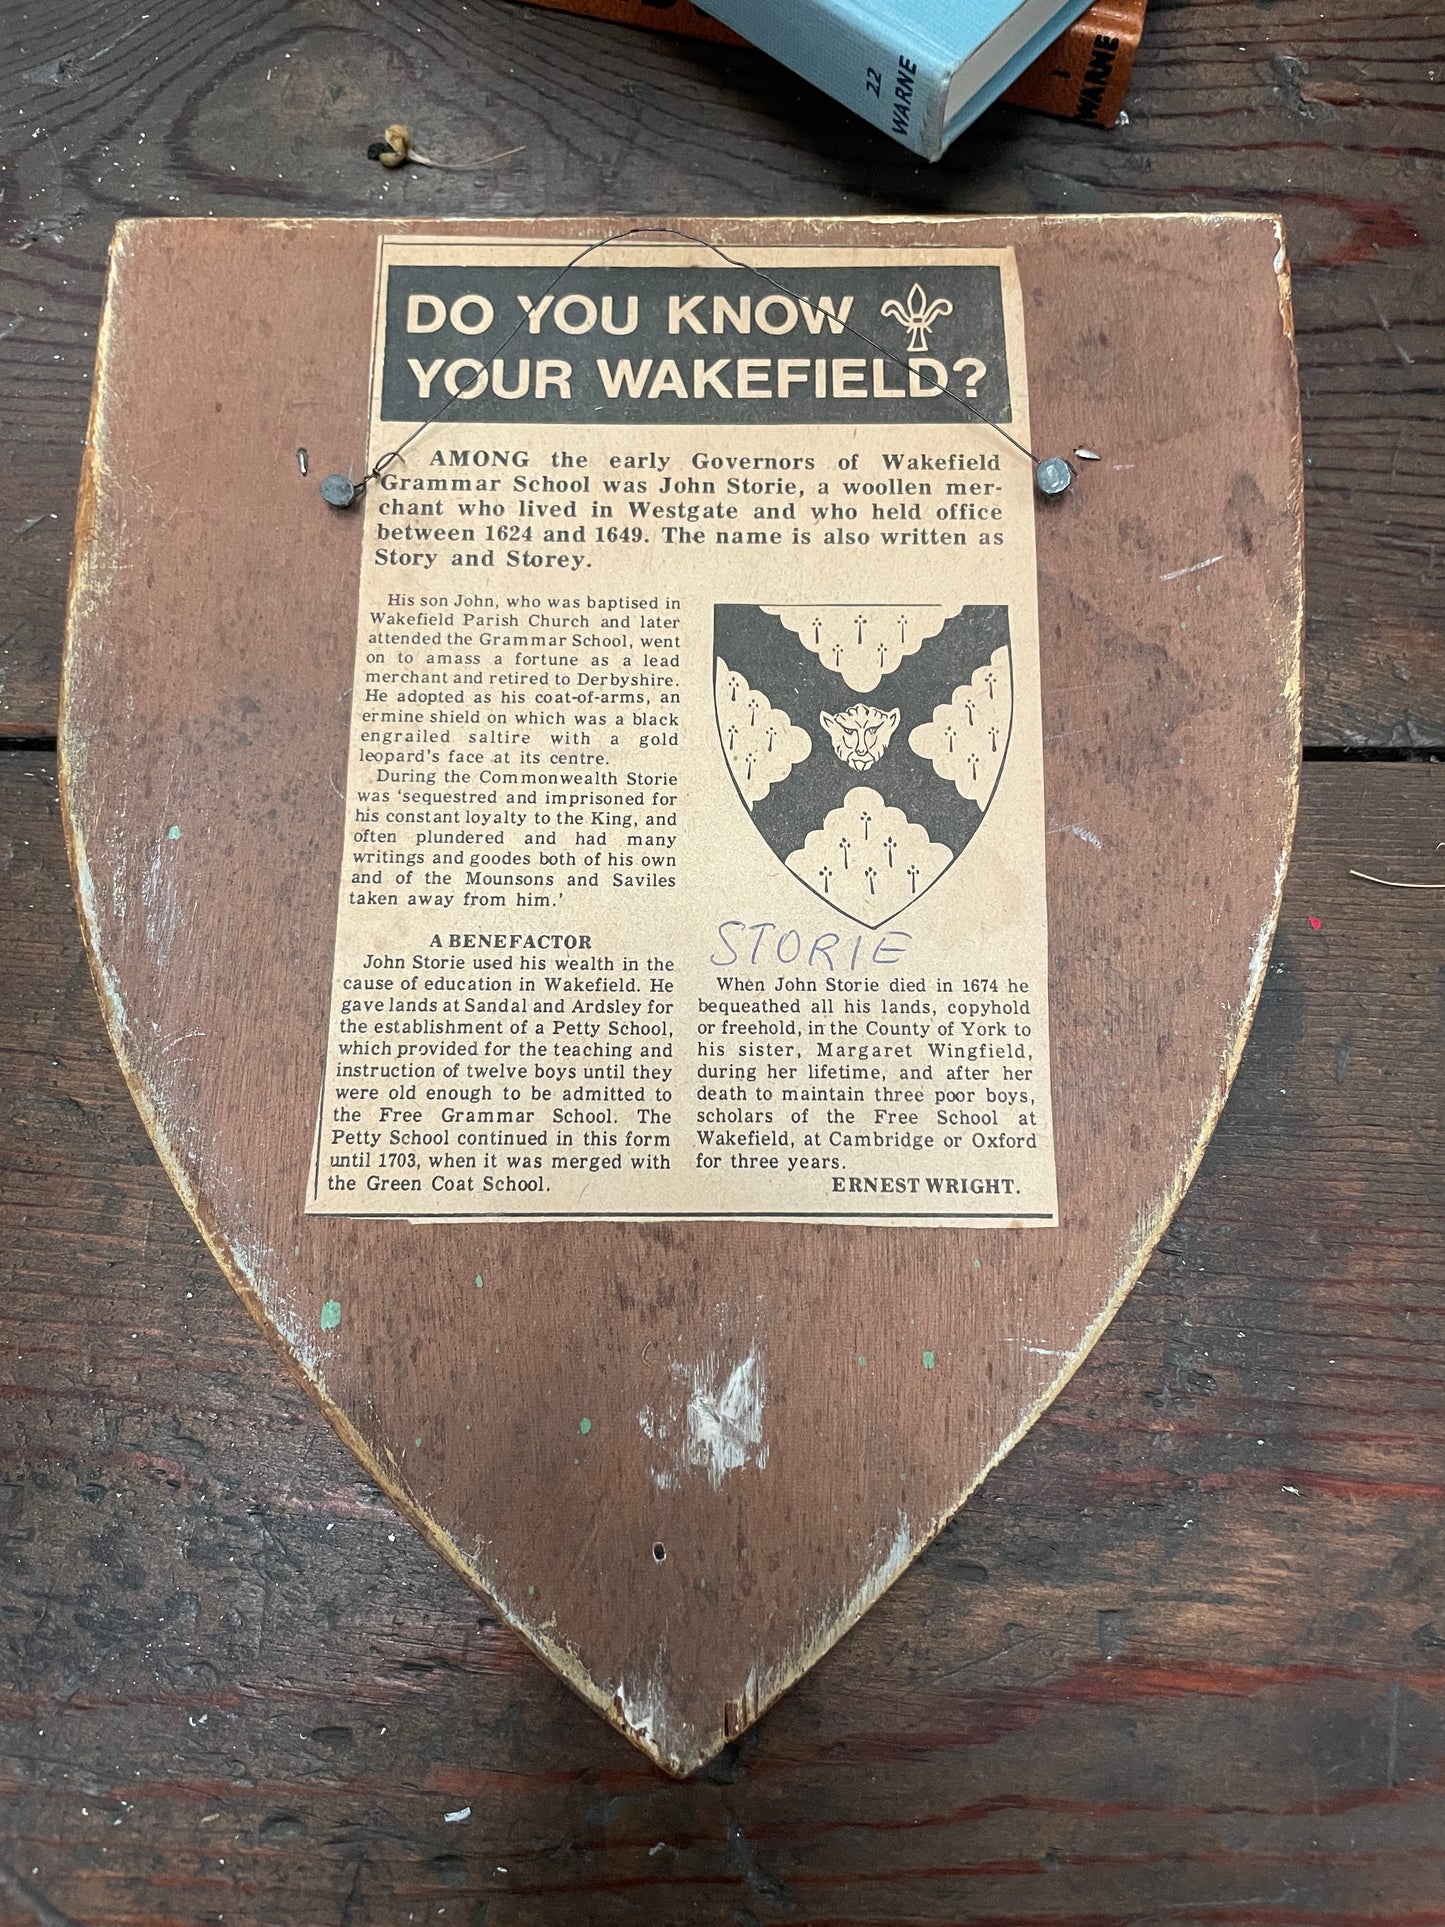 22
WARNE
1
WARNE
DO YOU KNOW
YOUR WAKEFIELD?
AMONG the early Governors of Wakefield
Grammar School was John Storie, a woollen mer-
chant who lived in Westgate and who held office
between 1624 and 1649. The name is also written as
Story and Storey.
His son John, who was baptised in
Wakefield Parish Church and later
attended the Grammar School, went
on to amass a fortune as a lead
merchant and retired to Derbyshire.
He adopted as his coat-of-arms, an
ermine shield on which was a black
engrailed saltire with a gold
leopard's face at its centre.
During the Commonwealth Storie
was 'sequestred and imprisoned for
his constant loyalty to the King, and
often plundered and had many
writings and goodes both of his own
and of the Mounsons and Saviles
taken away from him.'
A BENEFACTOR
John Storie used his wealth in the
cause of education in Wakefield. He
gave lands at Sandal and Ardsley for
the establishment of a Petty School,
which provided for the teaching and
instruction of twelve boys until they
were old enough to be admitted to
the Free Grammar School. The
Petty School continued in this form
until 1703, when it was merged with
the Green Coat School.
STORIE
When John Storie died in 1674 he
bequeathed all his lands, copyhold
or freehold, in the County of York to
his sister, Margaret Wingfield,
during her lifetime, and after her
death to maintain three poor boys,
scholars of the Free School at
Wakefield, at Cambridge or Oxford
for three years.
ERNEST WRIGHT.